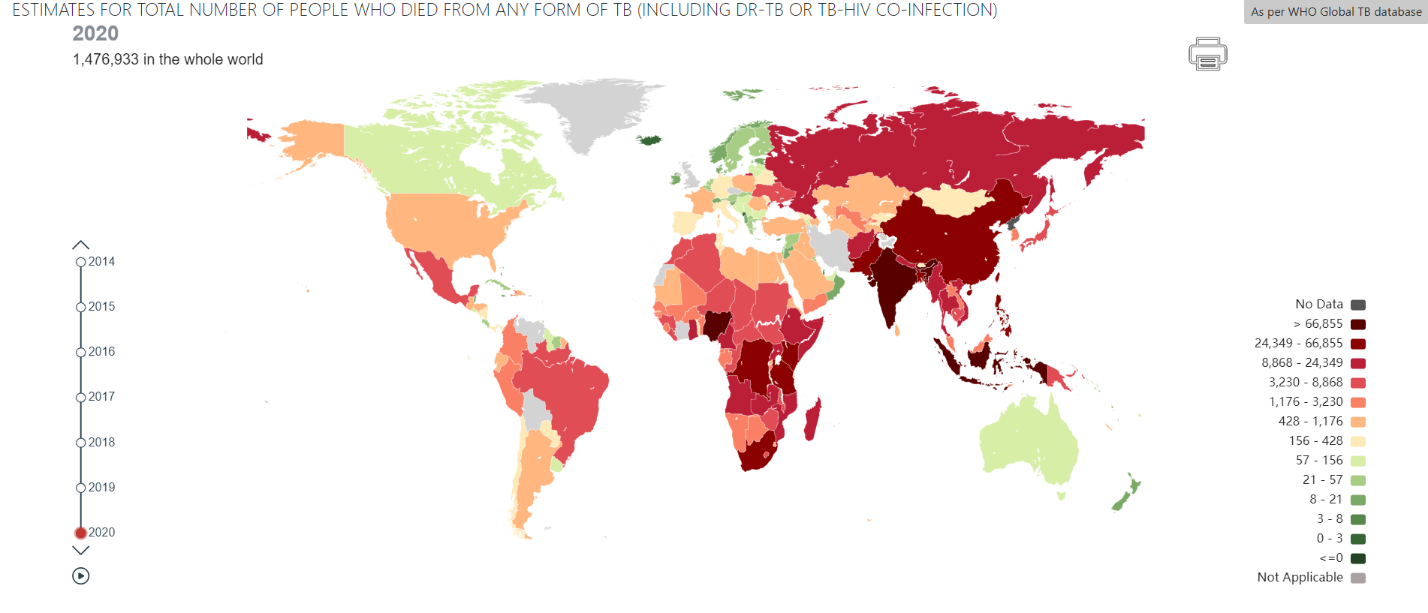 ESTIMATES FOR TOTAL NUMBER OF PEOPLE WHO DIED FROM ANY FORM OF TB (INCLUDING DR-TB OR TB-HIV CO-INFECTION)
As per WHO Global TB database
2020
1,476,933 in the whole world
2014
2015
2016
2017
2018
2019
2020
No Data
> 66,855
24,349 - 66,855
8,868 - 24,349
3,230 - 8,868
1,176 - 3,230
428 - 1,176
156 - 428
57 - 156
21 - 57
8 - 21
3 - 8
0 - 3
<=0
Not Applicable